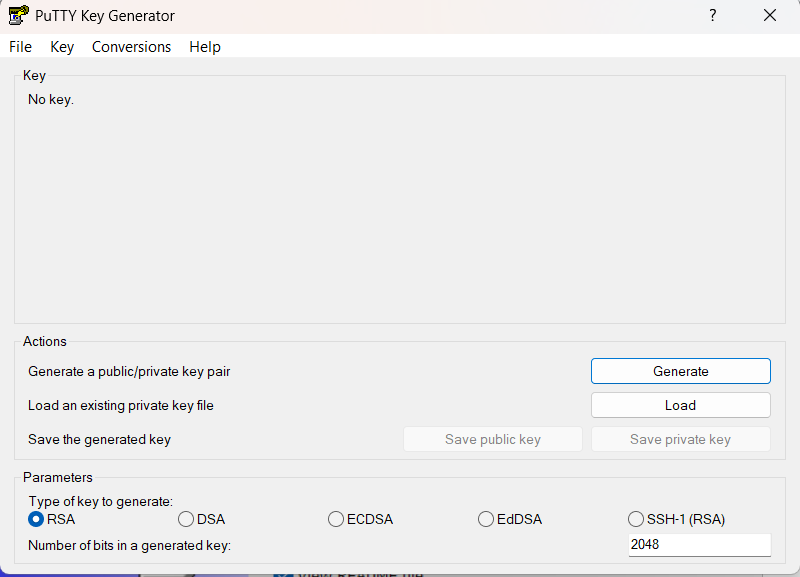 PuTTY Key Generator ?
File Key Conversions Help
Key
No key.
Actions
Generate a public/private key pair Generate
Load an existing private key file Load
Save the generated key Save public key Save private key
Parameters
Type of key to generate:
RSA DSA ECDSA EdDSA SSH-1 (RSA)
Number of bits in a generated key: 2048